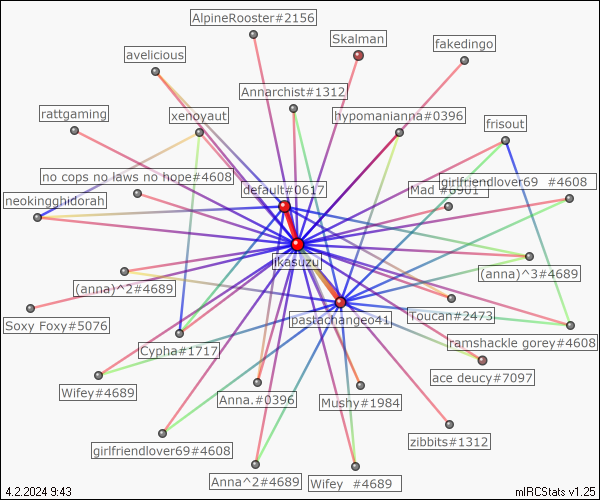 AlpineRooster#2156
Skalman
fakedingo
avelicious
Annarchist#1312
rattgaming
xenoyaut
hypomanianna#0396
frisout
no cops no laws no hope#4608
default#0617
Mad
girlfriendlover69 #4608
neokingghidorah
jkasuzu
(anna)^2#4689
(anna)^3#4689
Soxy Foxy#5076
pastachangeo41
Toucan#2473
Cypha#1717
ramshackle gorey#4608
ace deucy#7097
Wifey#4689
Anna.#0396
Mushy#1984
zibbits#1312
girlfriendlover69#4608
Anna^2#4689
Wifey #4689
4.2.2024 9:43
mIRCStats v1.25